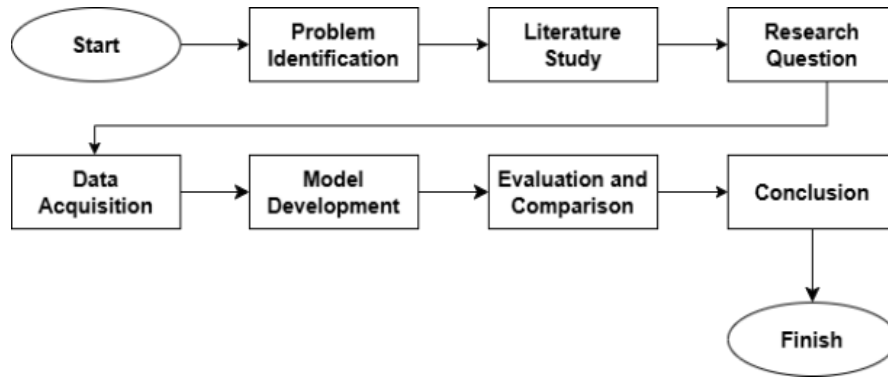 Start
Problem
Identification
Literature
Study
Research
Question
Data
Acquisition
Model
Development
Evaluation and
Comparison
Conclusion
Finish